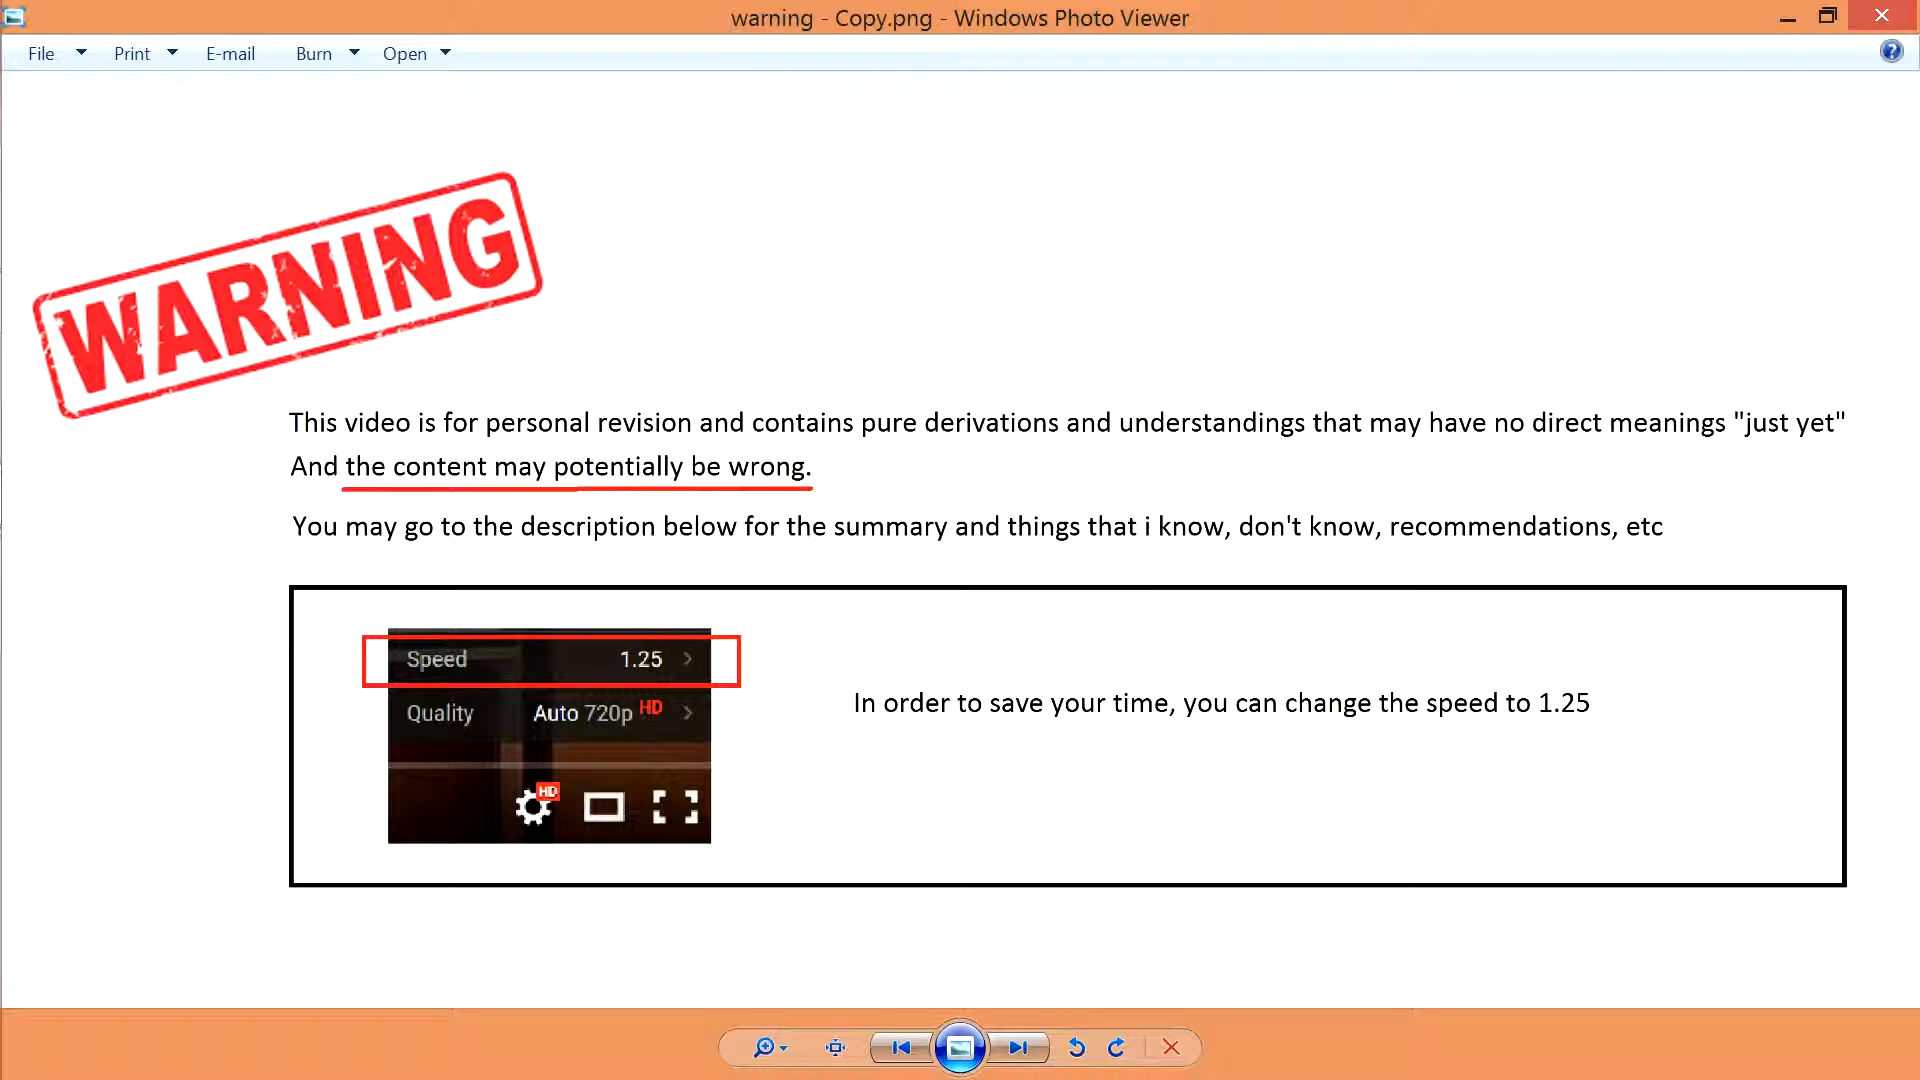 warning - Copy.png - Windows Photo Viewer
File Print E-mail Burn Open
WARNING
This video is for personal revision and contains pure derivations and understandings that may have no direct meanings "just yet"
And the content may potentially be wrong.
You may go to the description below for the summary and things that i know, don't know, recommendations, etc
Speed 1.25
Quality Auto 720p HD
In order to save your time, you can change the speed to 1.25
HD